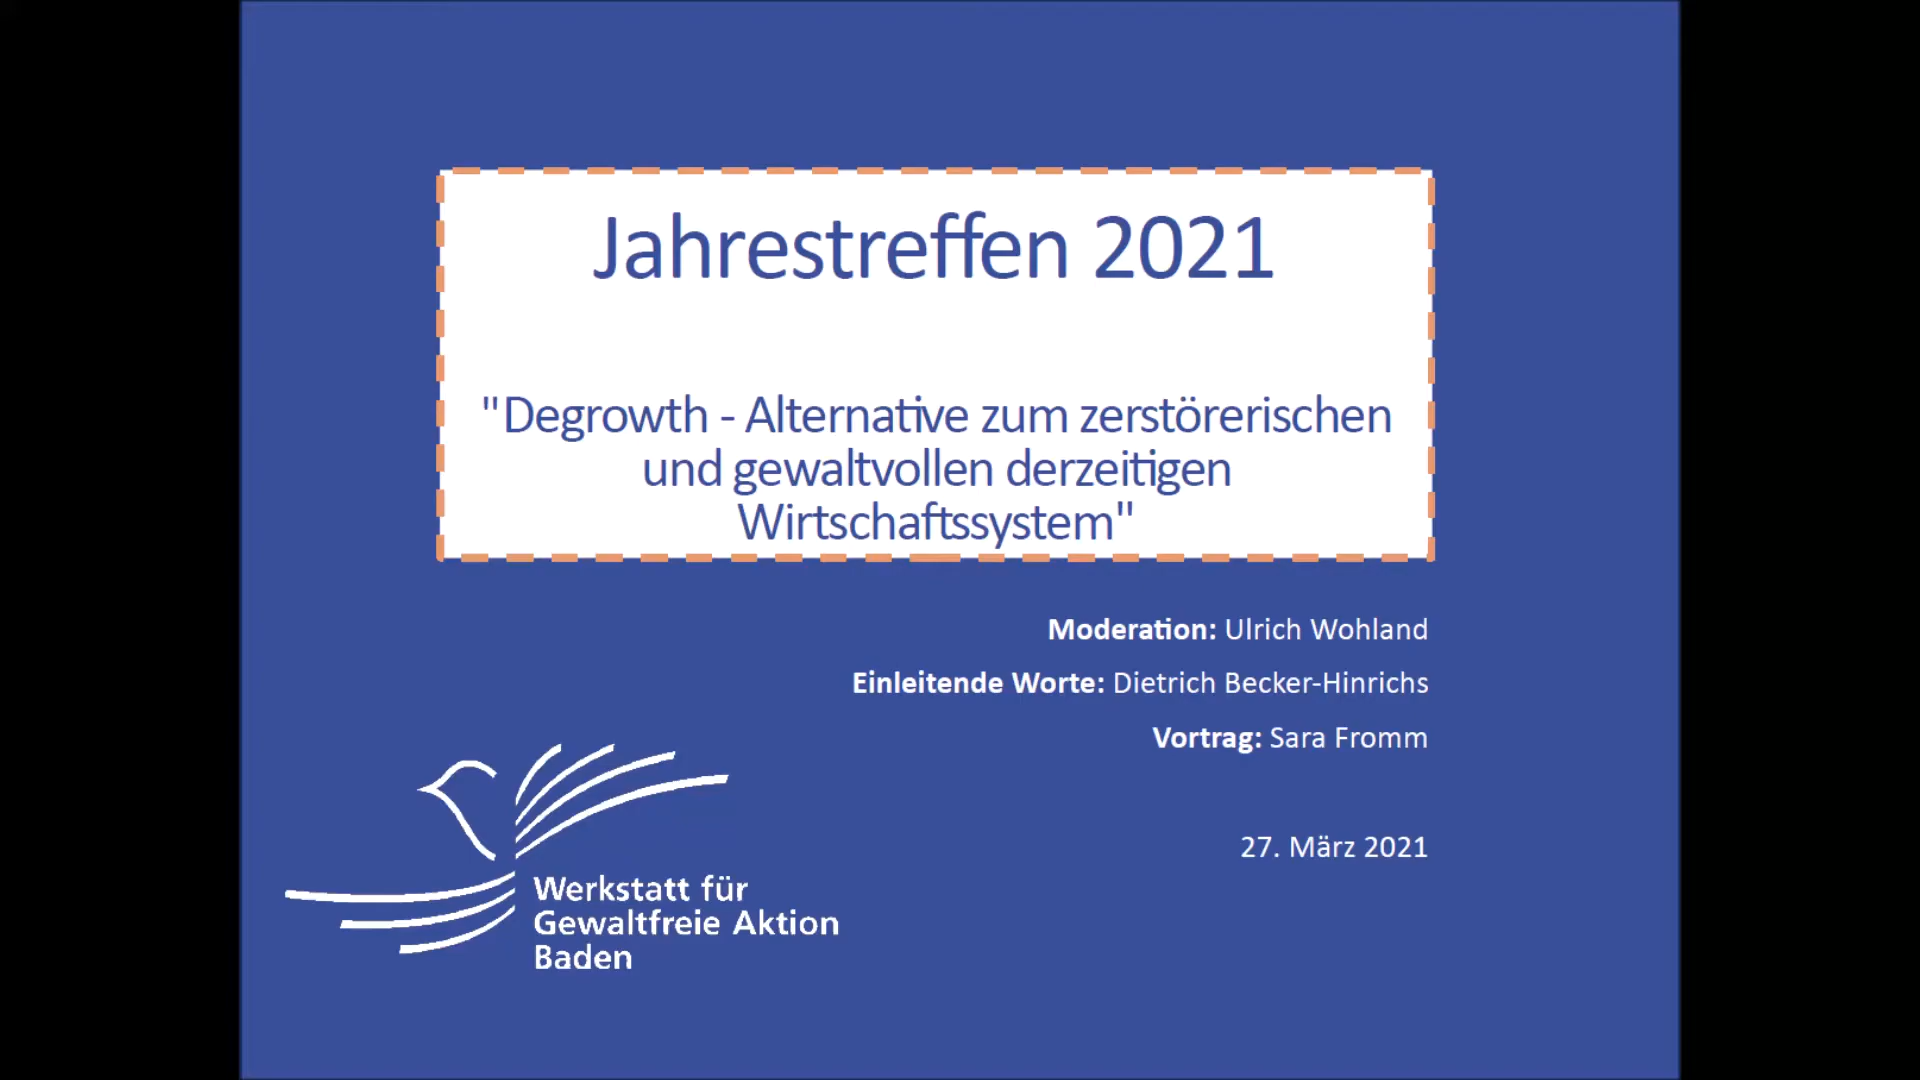 Jahrestreffen 2021
"Degrowth - Alternative zum zerstörerischen
und gewaltvollen derzeitigen
Wirtschaftssystem"
Moderation: Ulrich Wohland
Einleitende Worte: Dietrich Becker-Hinrichs
Vortrag: Sara Fromm
27. März 2021
Werkstatt für
Gewaltfreie Aktion
Baden